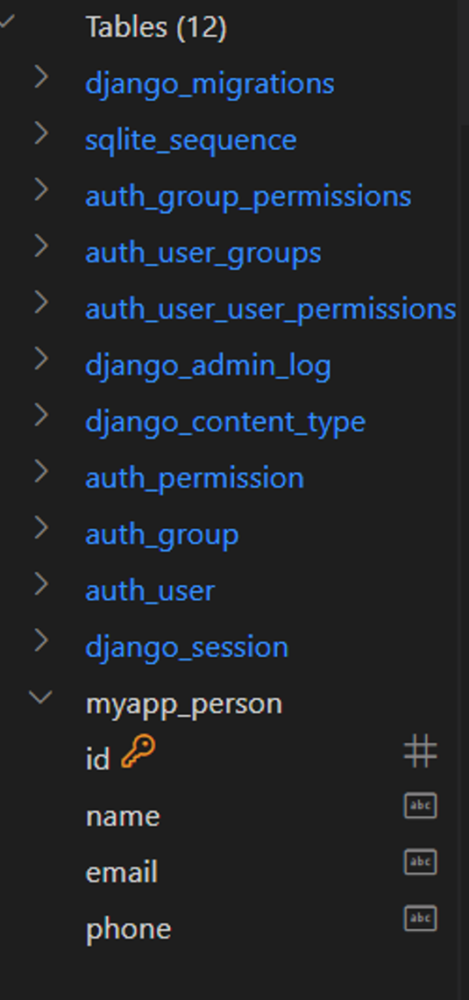 Tables (12)
django_migrations
sqlite_sequence
auth_group_permissions
auth_user_groups
auth_user_user_permissions
django_admin_log
django_content_type
auth_permission
auth_group
auth_user
django_session
myapp_person
id
name abc
email abc
phone abc